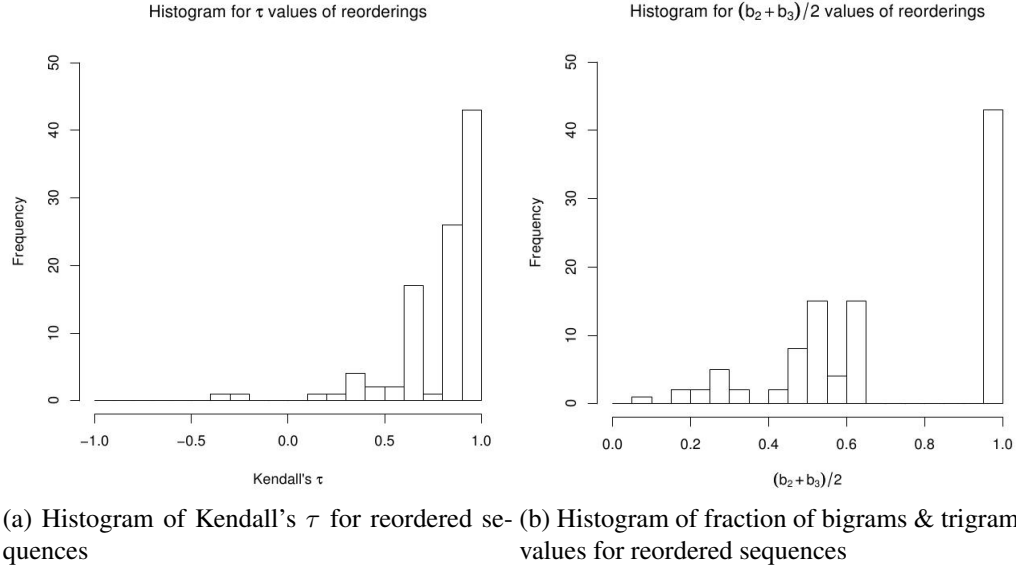 Histogram for τ values of reorderings
Frequency
50
40
30
20
10
0
−1.0 −0.5 0.0 0.5 1.0
Kendall's τ
(a) Histogram of Kendall's τ for reordered se-
quences
Histogram for (b₂+b₃)/2 values of reorderings
Frequency
50
40
30
20
10
0
0.0 0.2 0.4 0.6 0.8 1.0
(b₂+b₃)/2
(b) Histogram of fraction of bigrams & trigram
values for reordered sequences